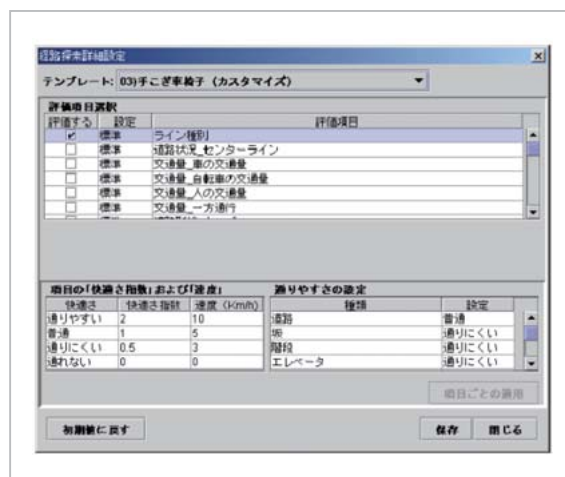 経路探索詳細設定
テンプレート: 03)手こぎ車椅子 (カスタマイズ)
評価項目選択
評価する 設定 評価項目
標準 ライン種別
標準 道路状況_センターライン
標準 交通量_車の交通量
標準 交通量_自転車の交通量
標準 交通量_人の交通量
標準 交通量_一方通行
項目の「快適さ指数」および「速度」
快適さ 快適さ指数 速度 (Km/h)
通りやすい 2 10
普通 1 5
通りにくい 0.5 3
通れない 0 0
通りやすさの設定
種類 設定
道路 普通
坂 通りにくい
階段 通りにくい
エレベータ 通りにくい
項目ごとの適用
初期値に戻す
保存 閉じる